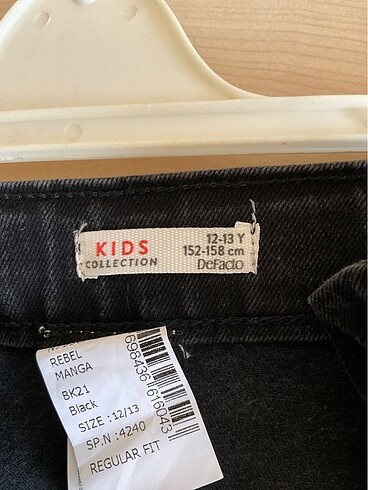 KIDS
COLLECTION
12-13 Y
152-158 cm
DeFacto
REBEL
MANGA
BK21
Black
SIZE :12/13
SP.N :4240
REGULAR FIT
6984361616043